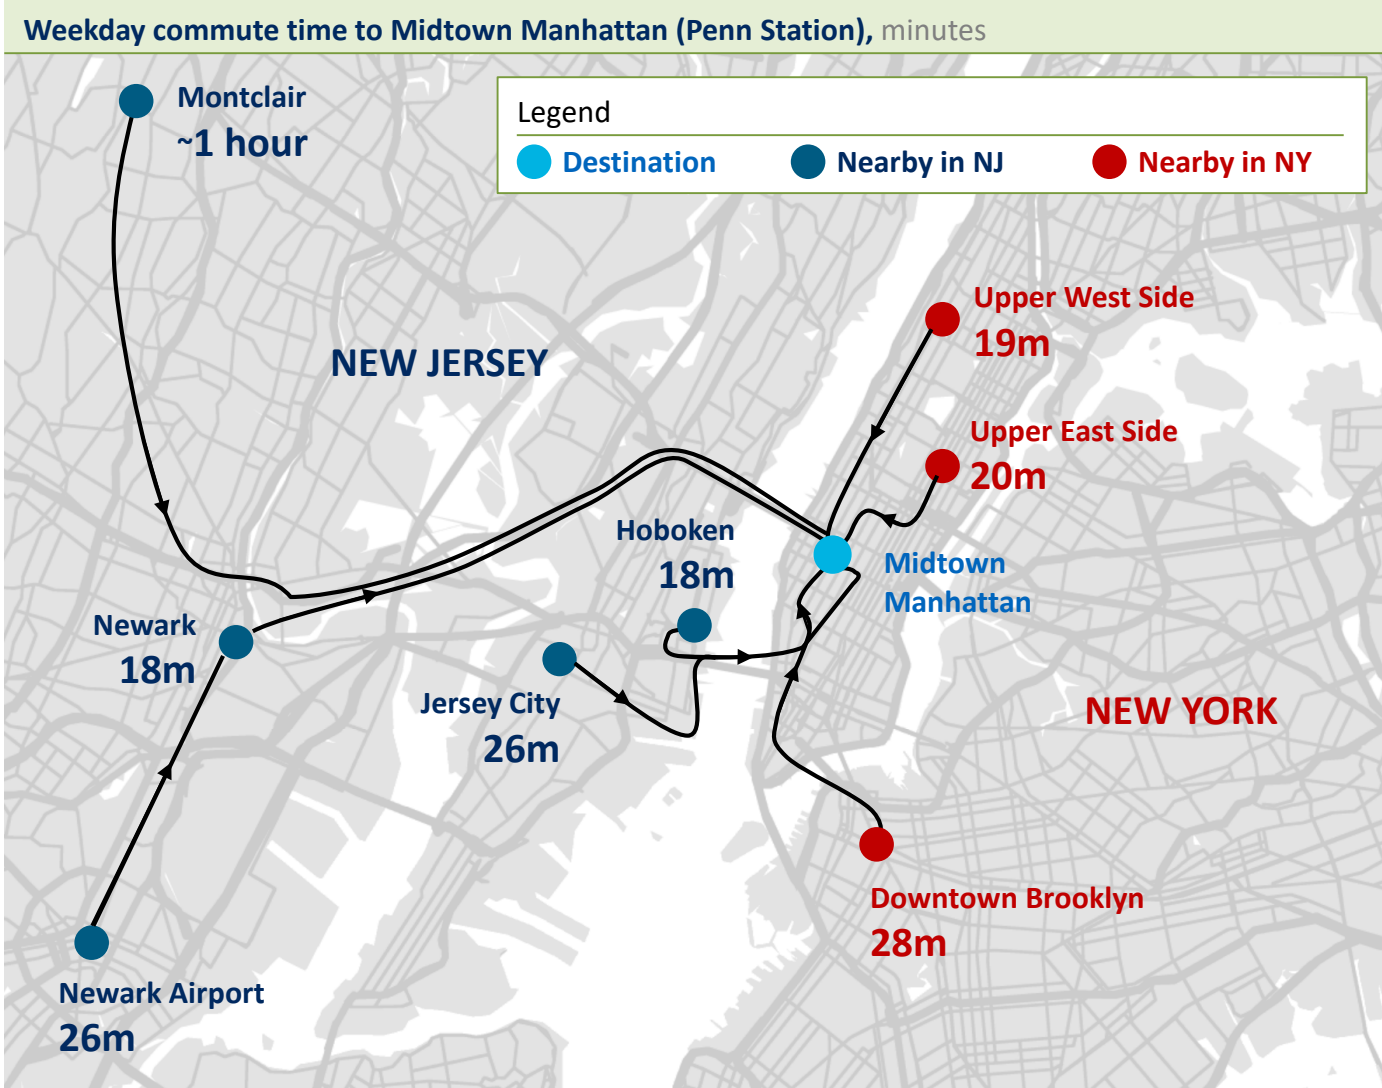 Weekday commute time to Midtown Manhattan (Penn Station), minutes
Legend
Destination
Nearby in NJ
Nearby in NY
Montclair
~1 hour
NEW JERSEY
Upper West Side
19m
Upper East Side
20m
Hoboken
18m
Midtown
Manhattan
Newark
18m
Jersey City
26m
NEW YORK
Downtown Brooklyn
28m
Newark Airport
26m